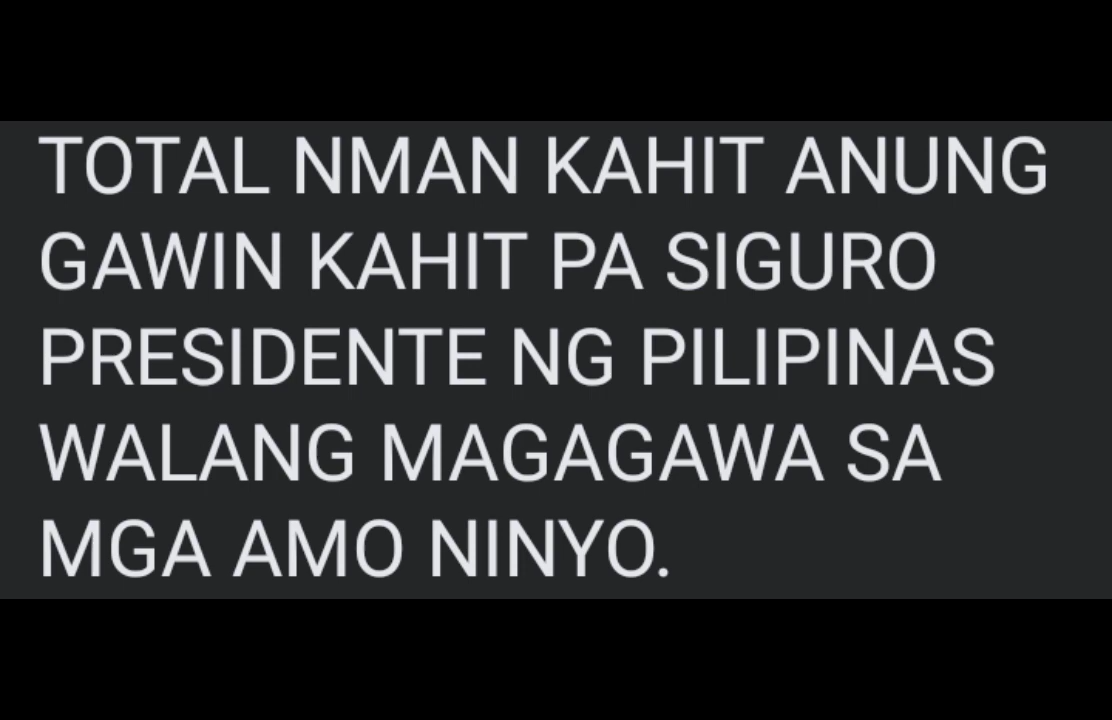 TOTAL NMAN KAHIT ANUNG
GAWIN KAHIT PA SIGURO
PRESIDENTE NG PILIPINAS
WALANG MAGAGAWA SA
MGA AMO NINYO.